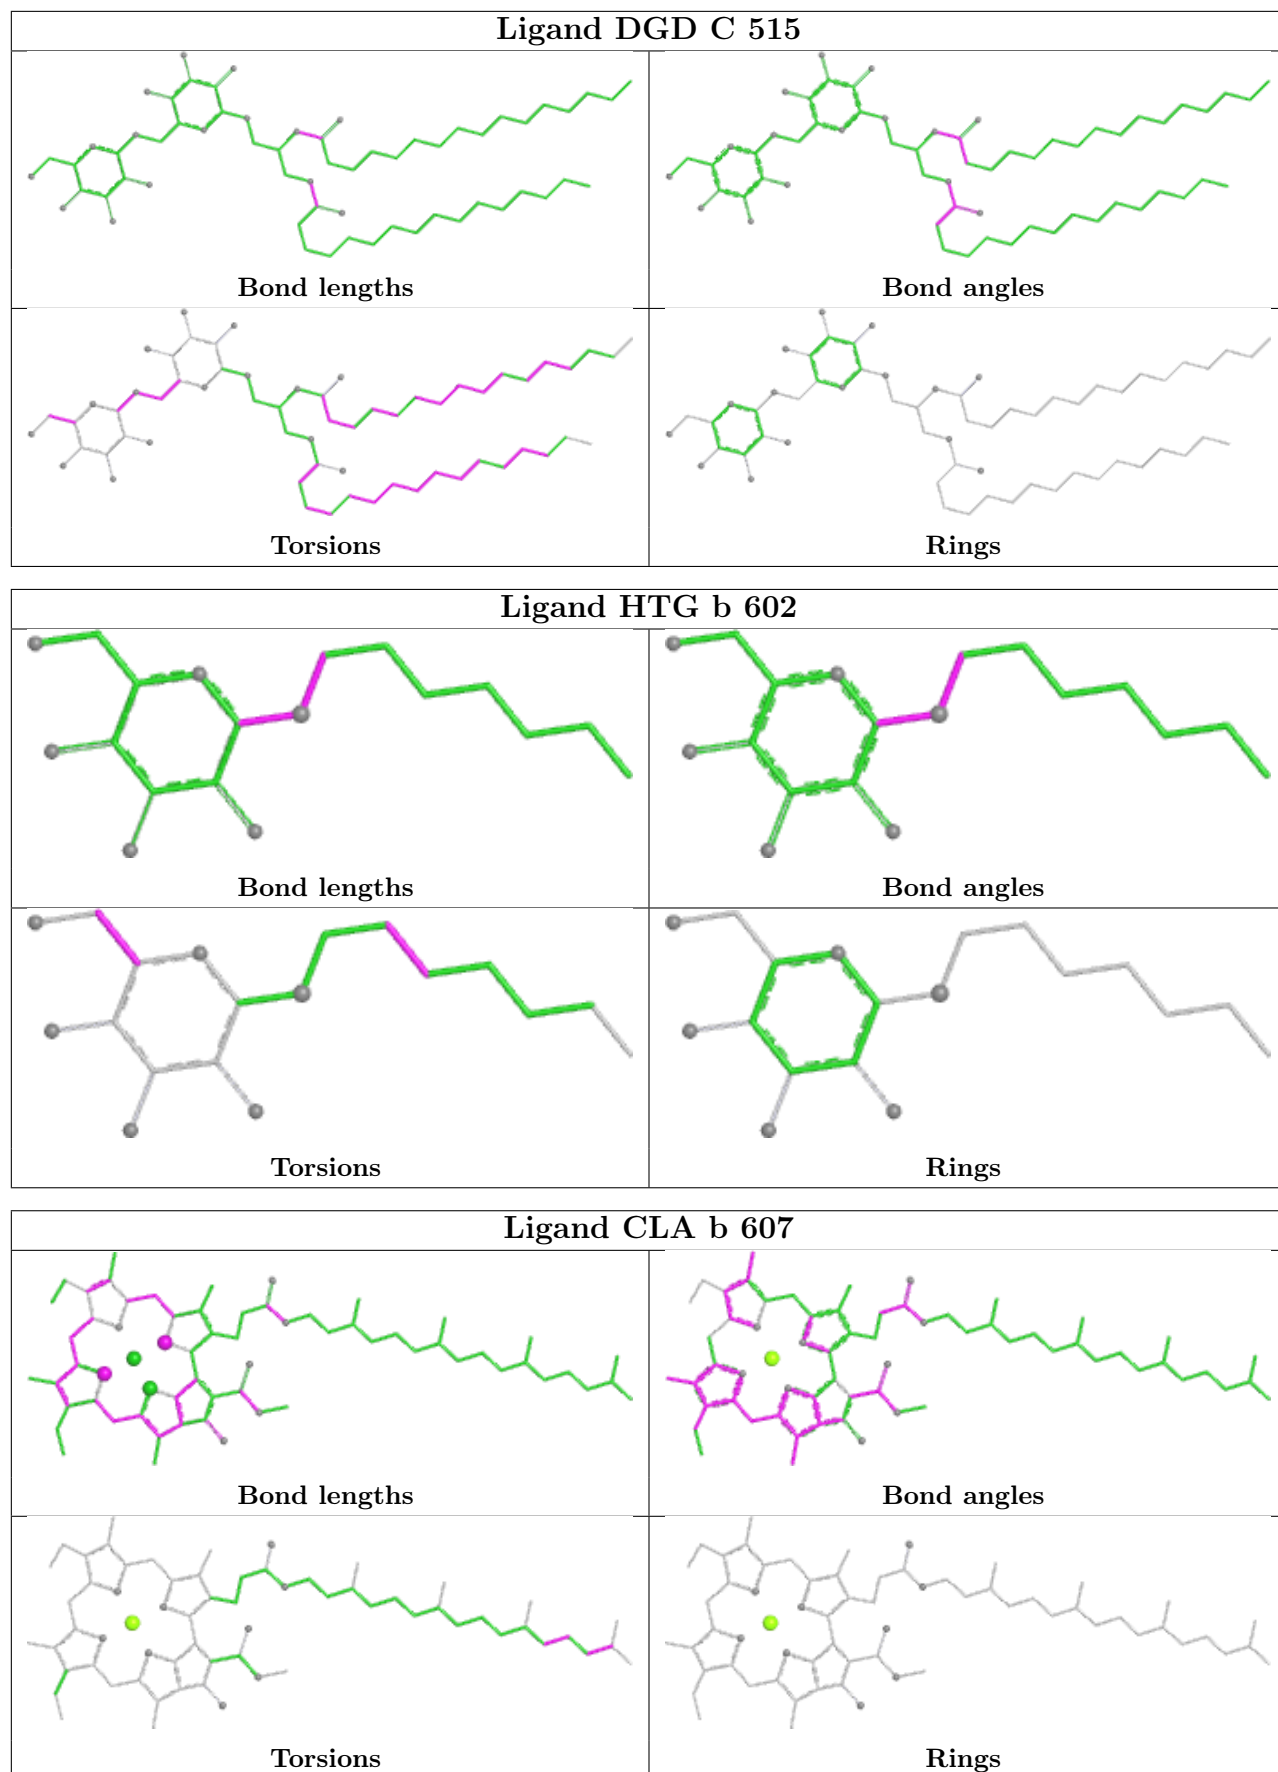 Ligand DGD C 515
Bond lengths
Bond angles
Torsions
Rings
Ligand HTG b 602
Bond lengths
Bond angles
Torsions
Rings
Ligand CLA b 607
Bond lengths
Bond angles
Torsions
Rings